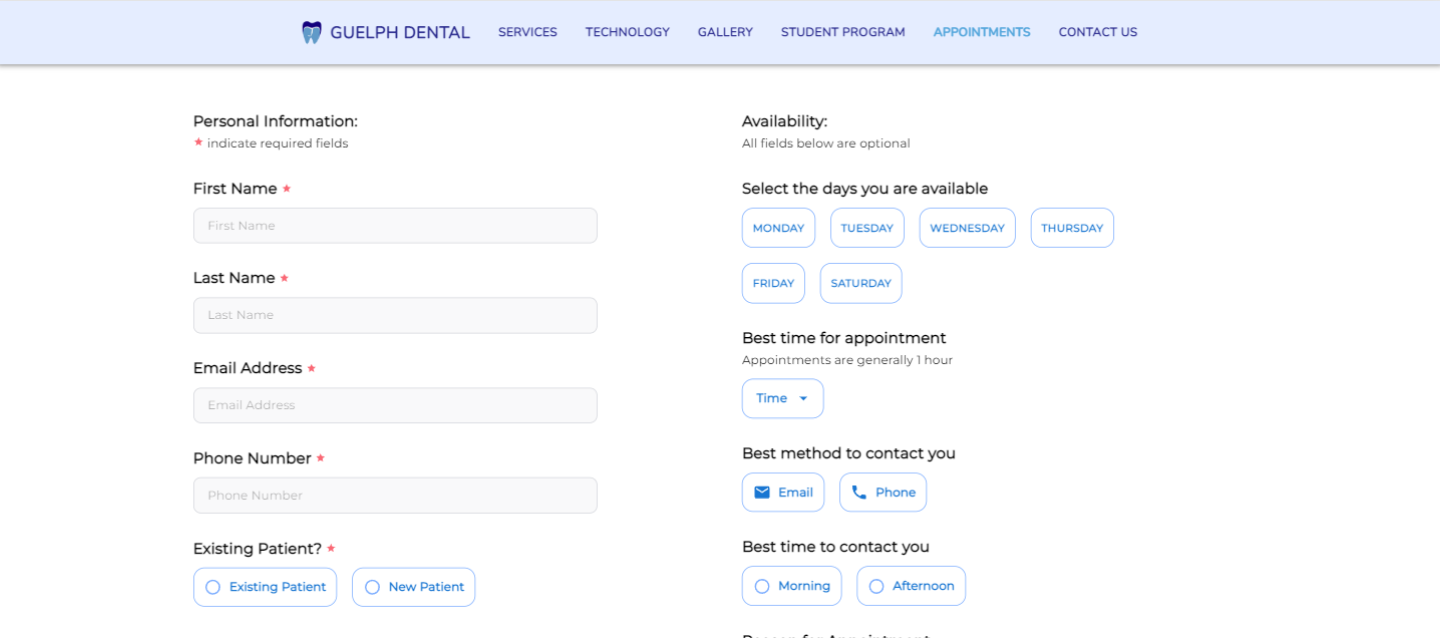 GUELPH DENTAL SERVICES TECHNOLOGY GALLERY STUDENT PROGRAM APPOINTMENTS CONTACT US
Personal Information:
* indicate required fields
First Name *
First Name
Last Name *
Last Name
Email Address *
Email Address
Phone Number *
Phone Number
Existing Patient? *
Existing Patient New Patient
Availability:
All fields below are optional
Select the days you are available
MONDAY TUESDAY WEDNESDAY THURSDAY
FRIDAY SATURDAY
Best time for appointment
Appointments are generally 1 hour
Time
Best method to contact you
Email Phone
Best time to contact you
Morning Afternoon
Reason for Appointment